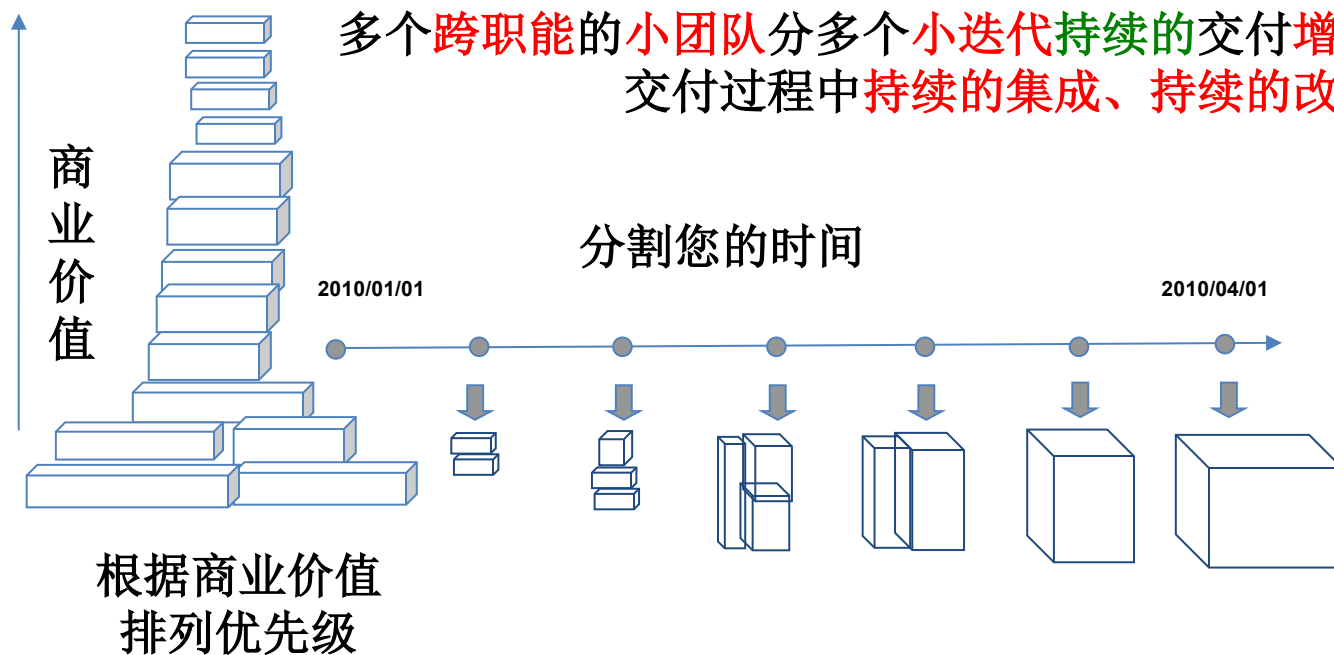 多个跨职能的小团队分多个小迭代持续的交付增
交付过程中持续的集成、持续的改
商业价值
分割您的时间
2010/01/01
2010/04/01
根据商业价值
排列优先级